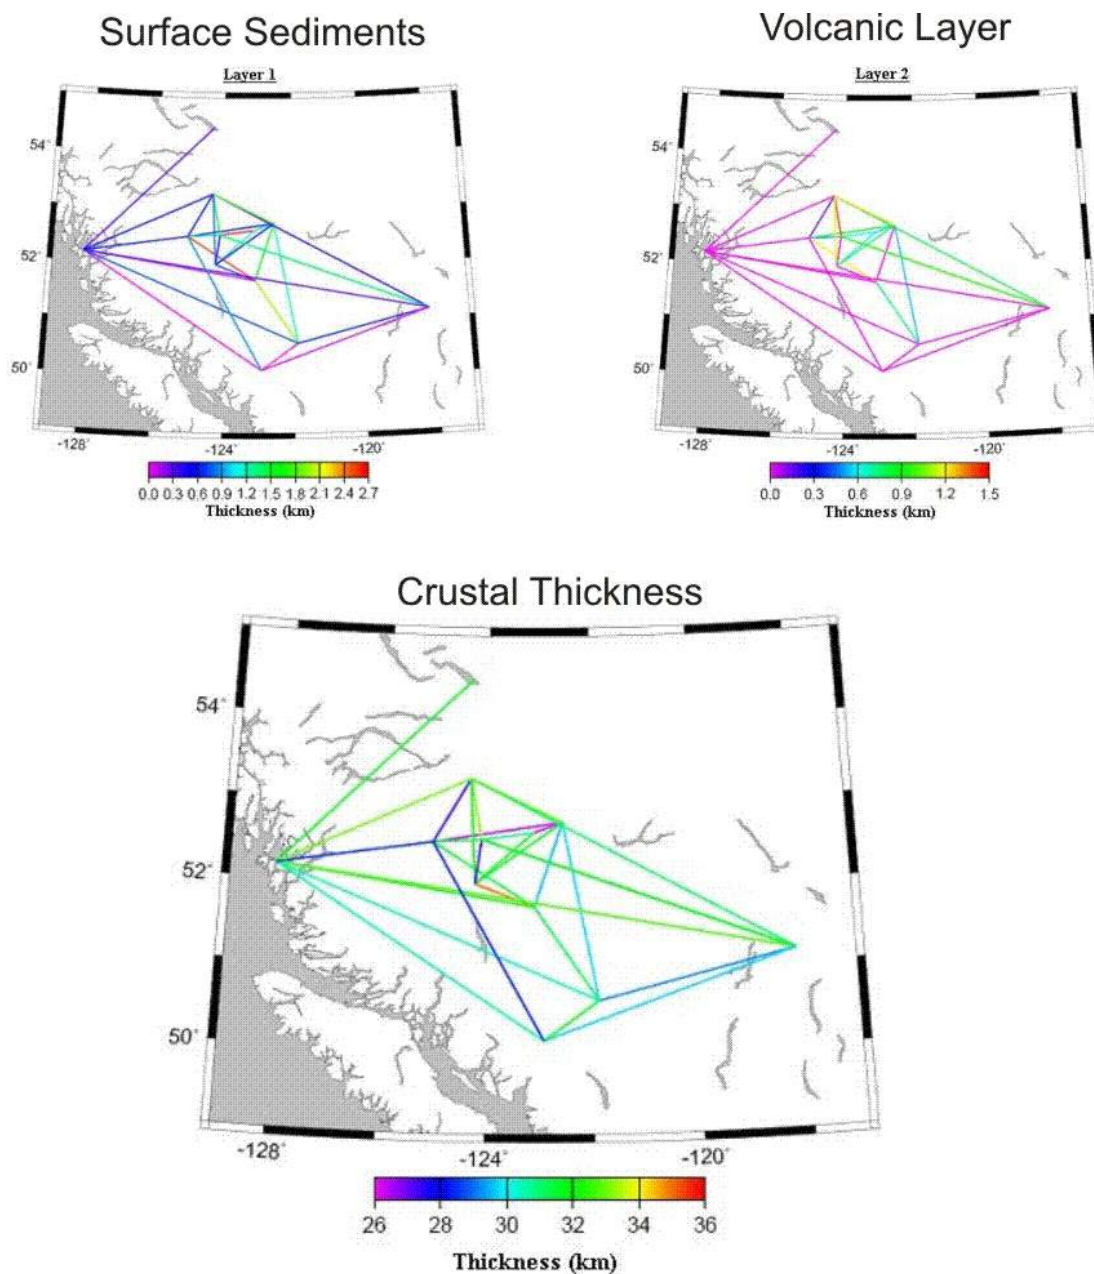 Surface Sediments
Volcanic Layer
Layer 1
Layer 2
54°
52°
50°
-128°
-124°
-120°
0.0 0.3 0.6 0.9 1.2 1.5 1.8 2.1 2.4 2.7
Thickness (km)
54°
52°
50°
-128°
-124°
-120°
0.0 0.3 0.6 0.9 1.2 1.5
Thickness (km)
Crustal Thickness
54°
52°
50°
-128°
-124°
-120°
26 28 30 32 34 36
Thickness (km)